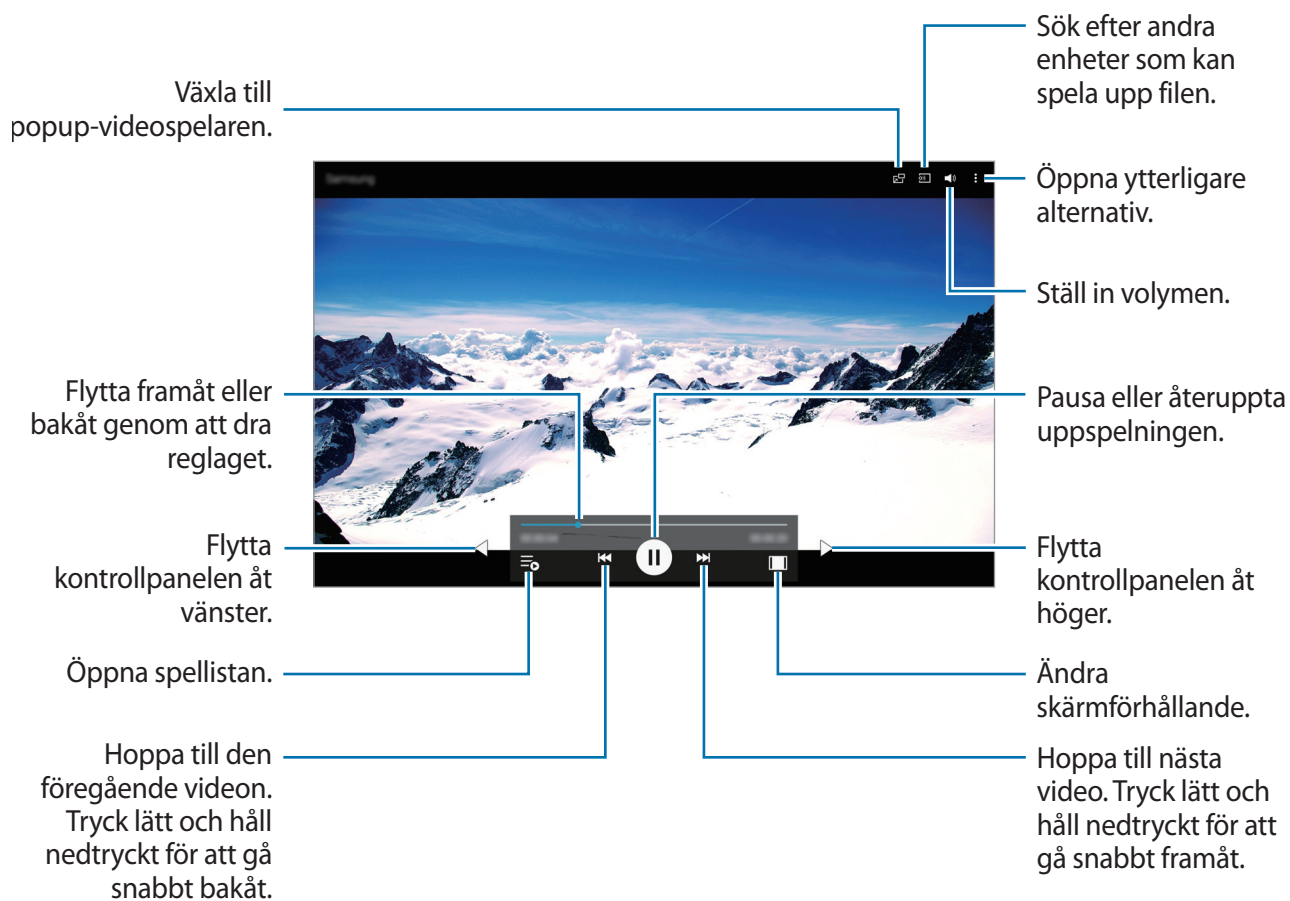 Sök efter andra
enheter som kan
spela upp filen.
Växla till
popup-videospelaren.
Samsung
Öppna ytterligare
alternativ.
Ställ in volymen.
Flytta framåt eller
bakåt genom att dra
reglaget.
Pausa eller återuppta
uppspelningen.
Flytta
kontrollpanelen åt
vänster.
Flytta
kontrollpanelen åt
höger.
Öppna spellistan.
Ändra
skärmförhållande.
Hoppa till den
föregående videon.
Tryck lätt och håll
nedtryckt för att gå
snabbt bakåt.
Hoppa till nästa
video. Tryck lätt och
håll nedtryckt för att
gå snabbt framåt.